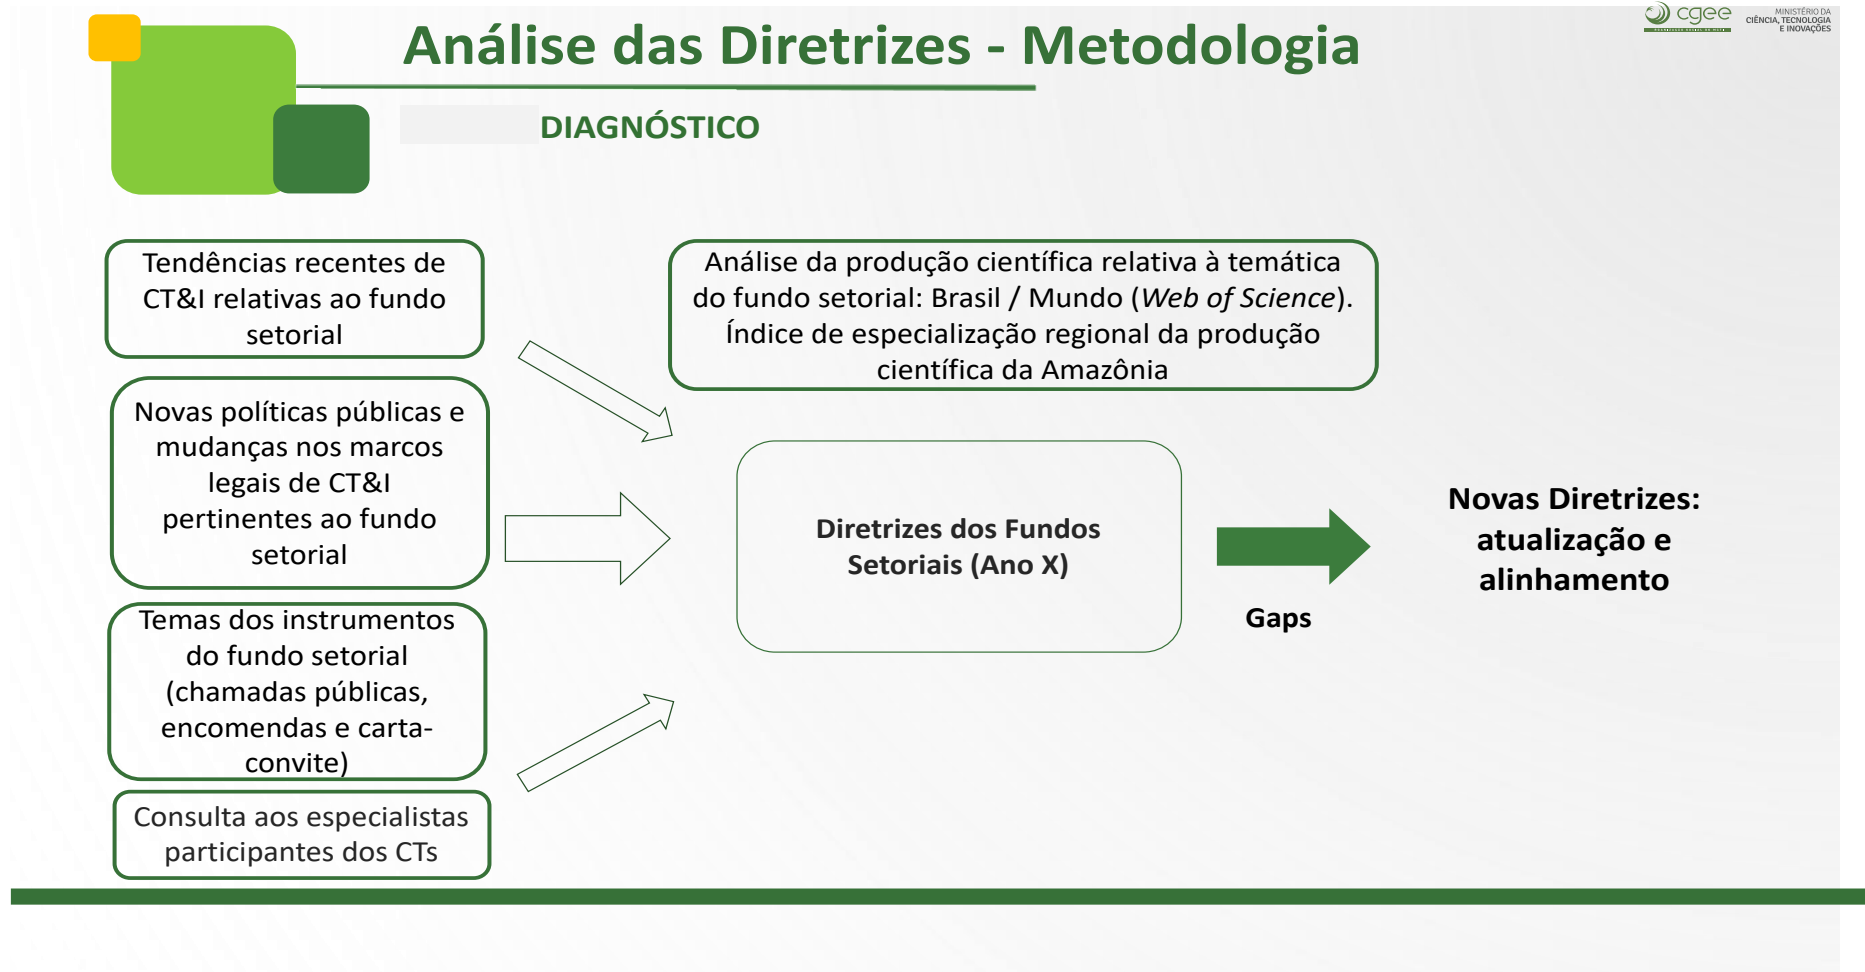 Análise das Diretrizes - Metodologia
cgee
MINISTÉRIO DA
CIÊNCIA, TECNOLOGIA
E INOVAÇÕES
DIAGNÓSTICO
Tendências recentes de
CT&I relativas ao fundo
setorial
Novas políticas públicas e
mudanças nos marcos
legais de CT&I
pertinentes ao fundo
setorial
Temas dos instrumentos
do fundo setorial
(chamadas públicas,
encomendas e carta-
convite)
Consulta aos especialistas
participantes dos CTs
Análise da produção científica relativa à temática
do fundo setorial: Brasil / Mundo (Web of Science).
Índice de especialização regional da produção
científica da Amazônia
Diretrizes dos Fundos
Setoriais (Ano X)
Gaps
Novas Diretrizes:
atualização e
alinhamento